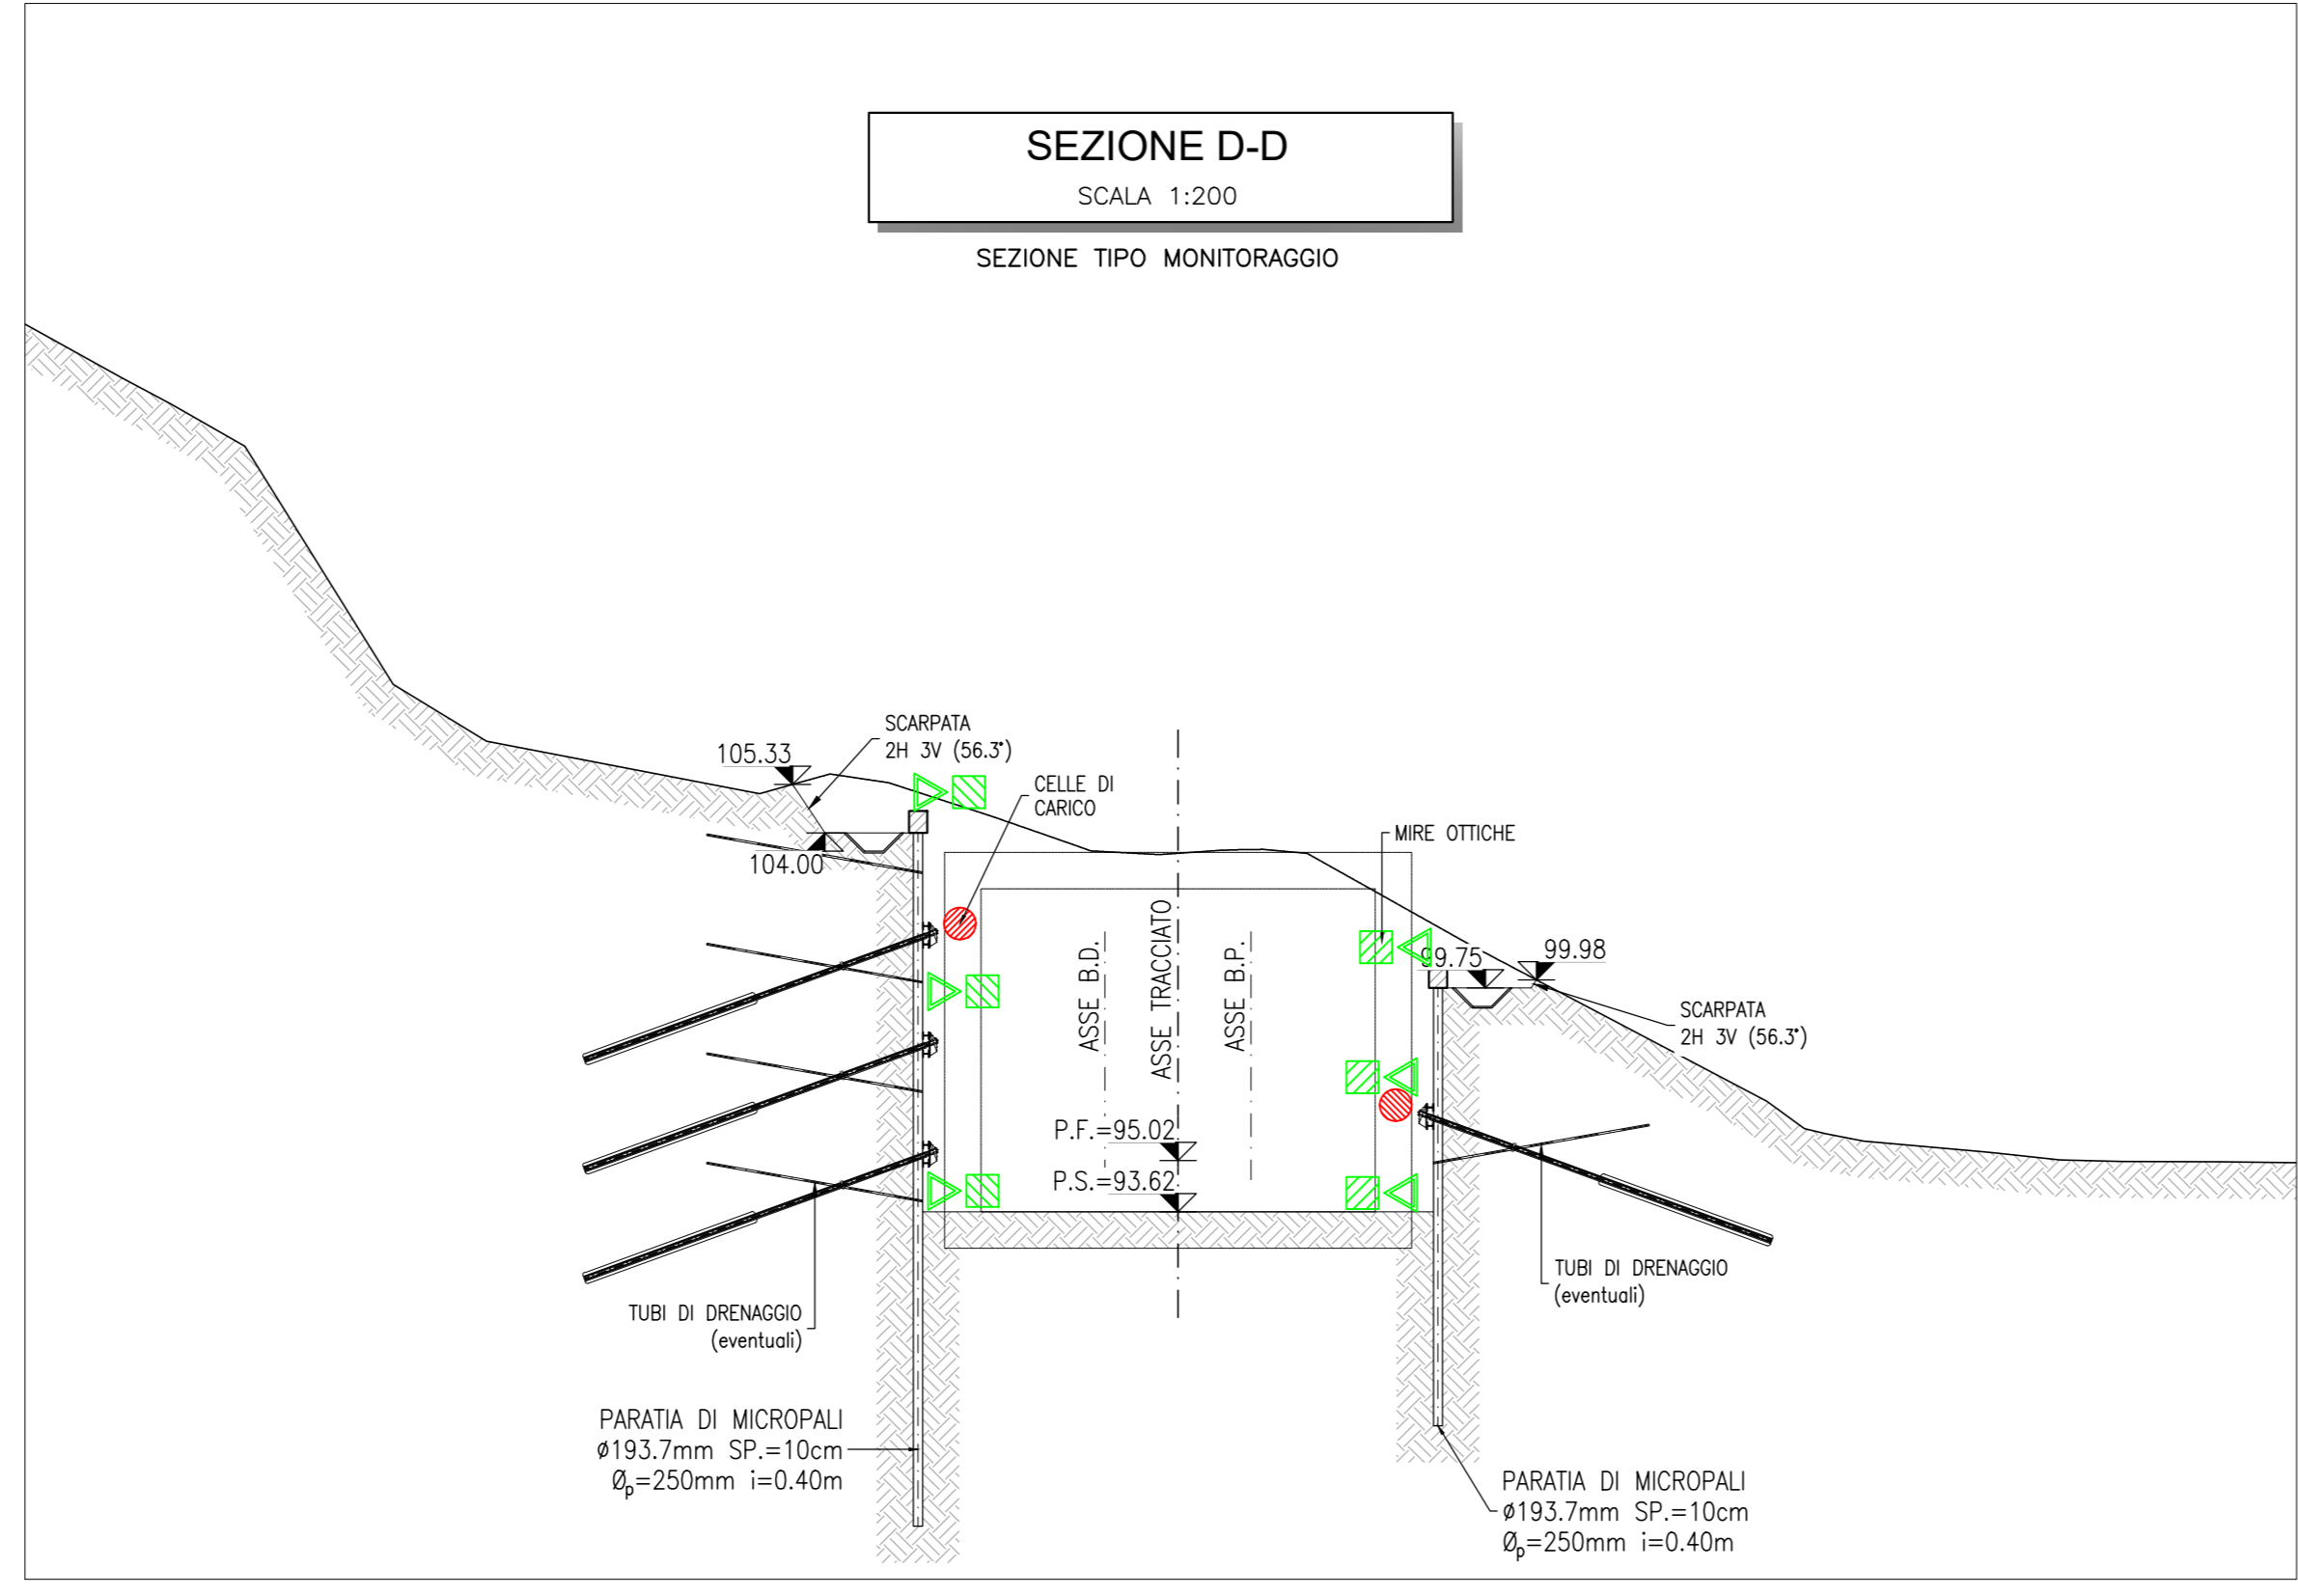 SEZIONE D-D
SCALA 1:200
SEZIONE TIPO MONITORAGGIO
SCARPATA
2H 3V (56.3°)
105.33
CELLE DI
CARICO
104.00
MIRE OTTICHE
99.75
99.98
ASSE B.D.
ASSE TRACCIATO
ASSE B.P.
SCARPATA
2H 3V (56.3°)
P.F.=95.02
P.S.=93.62
TUBI DI DRENAGGIO
(eventuali)
TUBI DI DRENAGGIO
(eventuali)
PARATIA DI MICROPALI
ø193.7mm SP.=10cm
Øp=250mm i=0.40m
PARATIA DI MICROPALI
ø193.7mm SP.=10cm
Øp=250mm i=0.40m